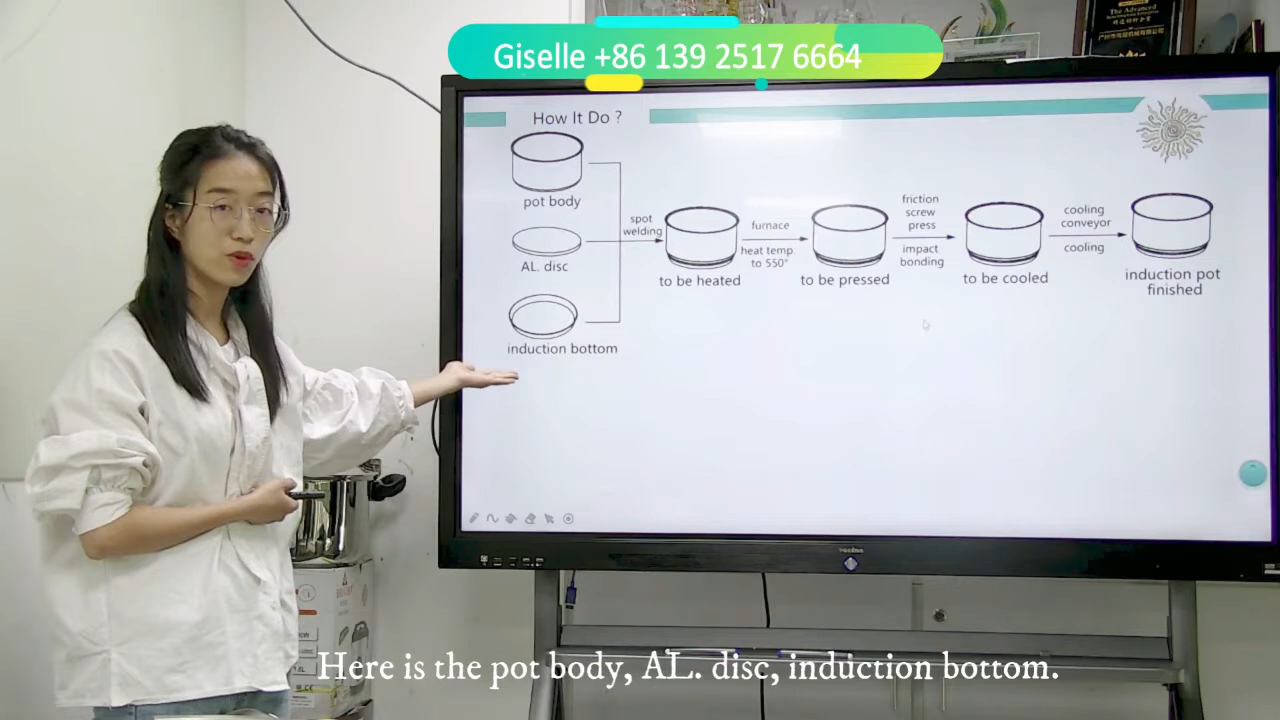 Giselle +86 139 2517 6664
The Advanced
How It Do ?
pot body
AL. disc
induction bottom
spot
welding
to be heated
furnace
heat temp.
to 550°
to be pressed
friction
screw
press
impact
bonding
to be cooled
cooling
conveyor
cooling
induction pot
finished
Here is the pot body, AL. disc, induction bottom.